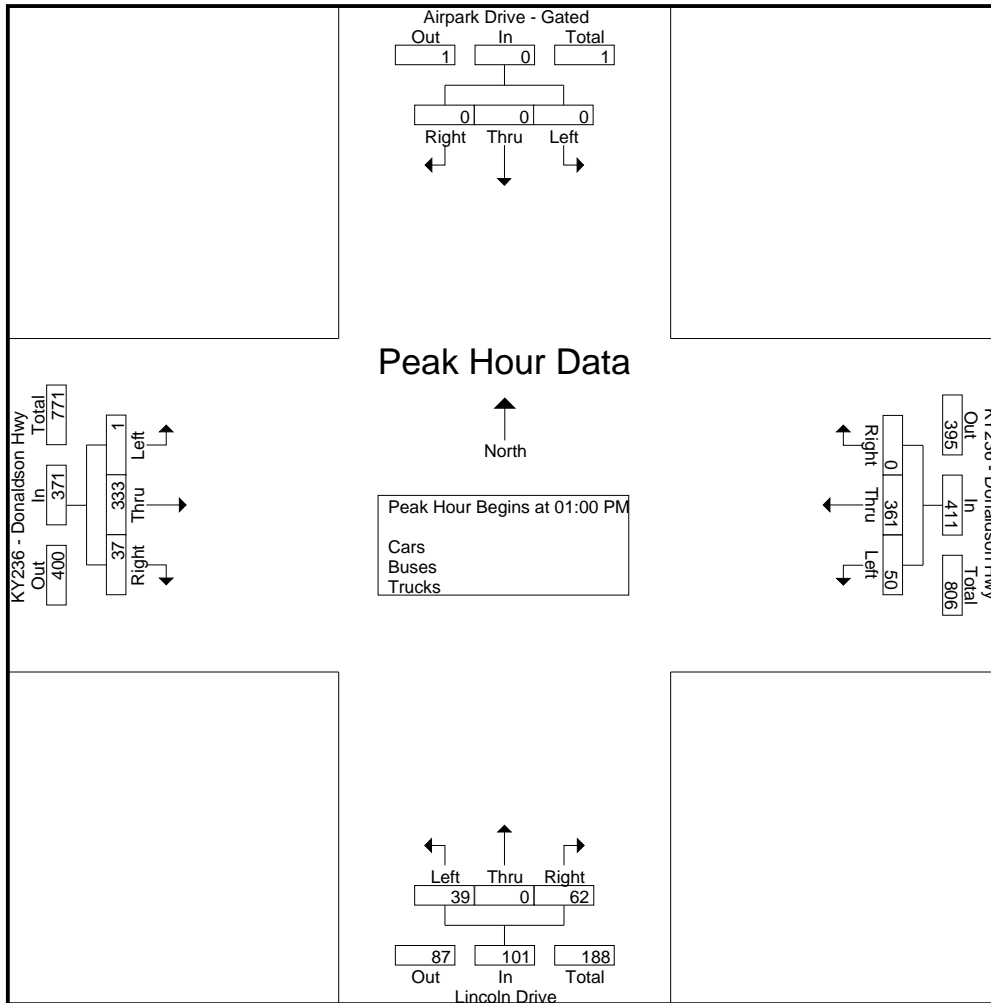 Airpark Drive - Gated
Out In Total
1 0 1
0 0 0
Right Thru Left
Peak Hour Data
North
Peak Hour Begins at 01:00 PM
Cars
Buses
Trucks
KY236 - Donaldson Hwy
Total In Out
771 371 400
1 333 37
Left Thru Right
KY236 - Donaldson Hwy
Out In Total
395 411 806
0 361 50
Right Thru Left
Left Thru Right
39 0 62
87 101 188
Out In Total
Lincoln Drive